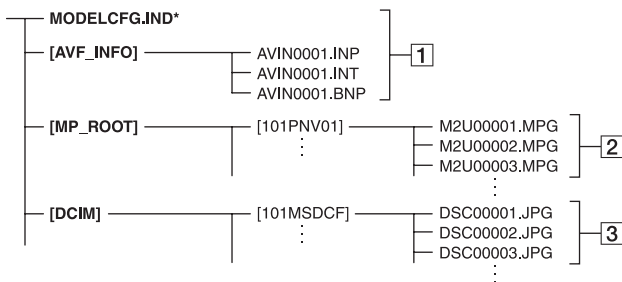 MODELCFG.IND*
[AVF_INFO]
AVIN0001.INP
AVIN0001.INT
AVIN0001.BNP
1
[MP_ROOT]
[101PNV01]
M2U00001.MPG
M2U00002.MPG
M2U00003.MPG
2
[DCIM]
[101MSDCF]
DSC00001.JPG
DSC00002.JPG
DSC00003.JPG
3